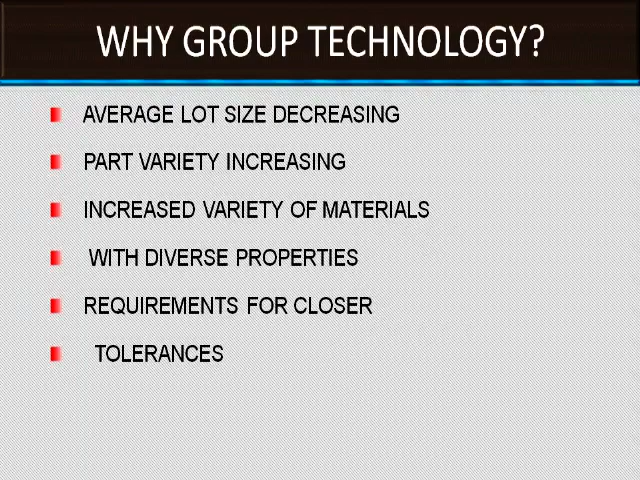 WHY GROUP TECHNOLOGY?
AVERAGE LOT SIZE DECREASING
PART VARIETY INCREASING
INCREASED VARIETY OF MATERIALS
WITH DIVERSE PROPERTIES
REQUIREMENTS FOR CLOSER
TOLERANCES